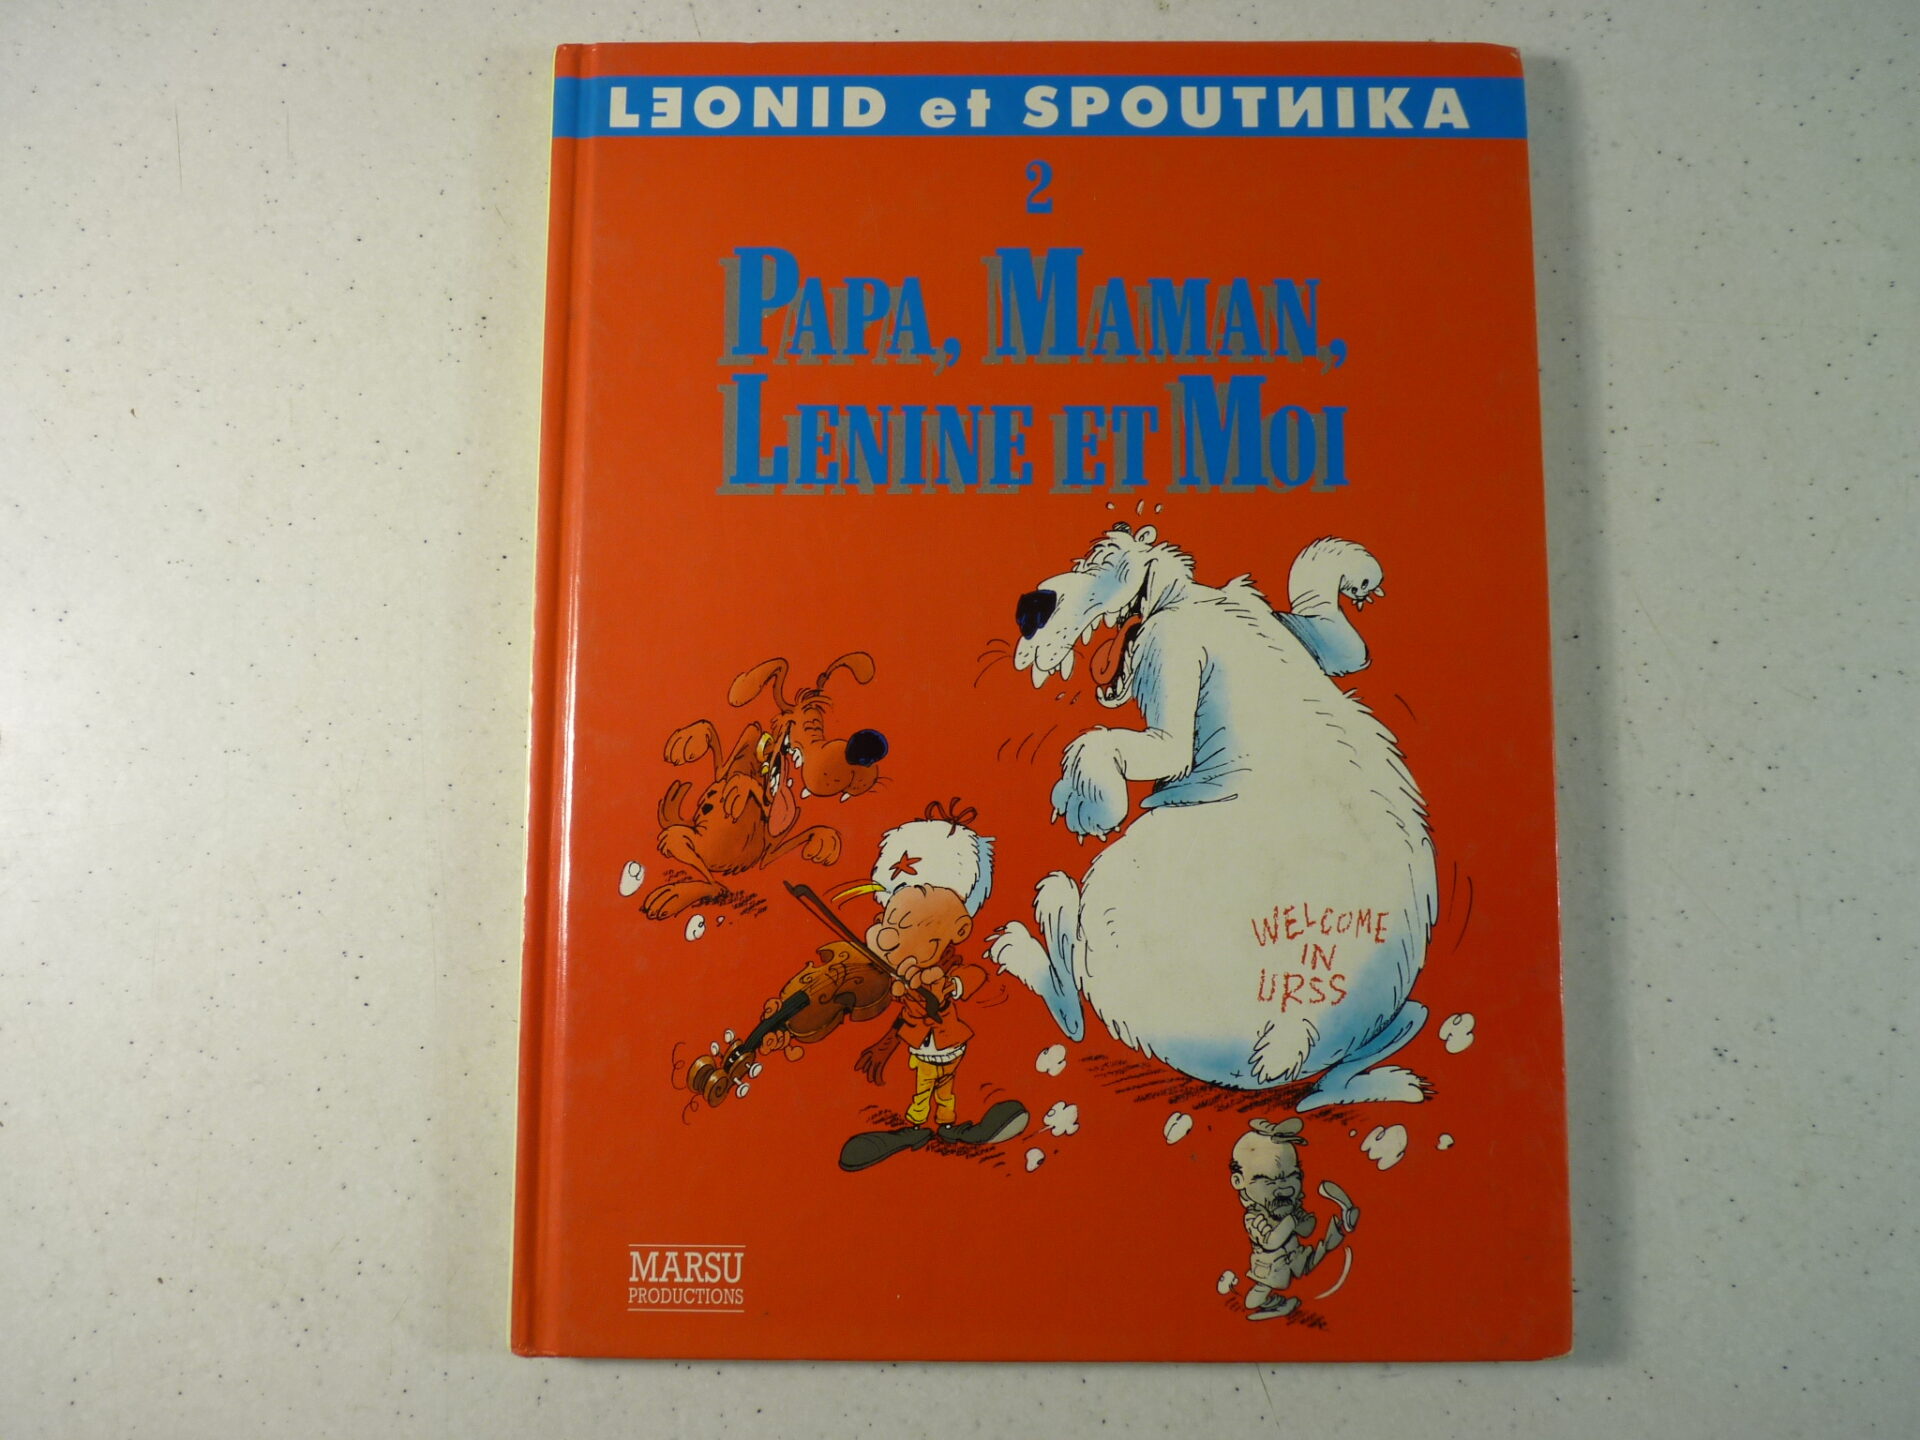 LEONID et SPOUTNIKA
2
PAPA, MAMAN,
LENINE ET MOI
WELCOME
IN
URSS
MARSU
PRODUCTIONS